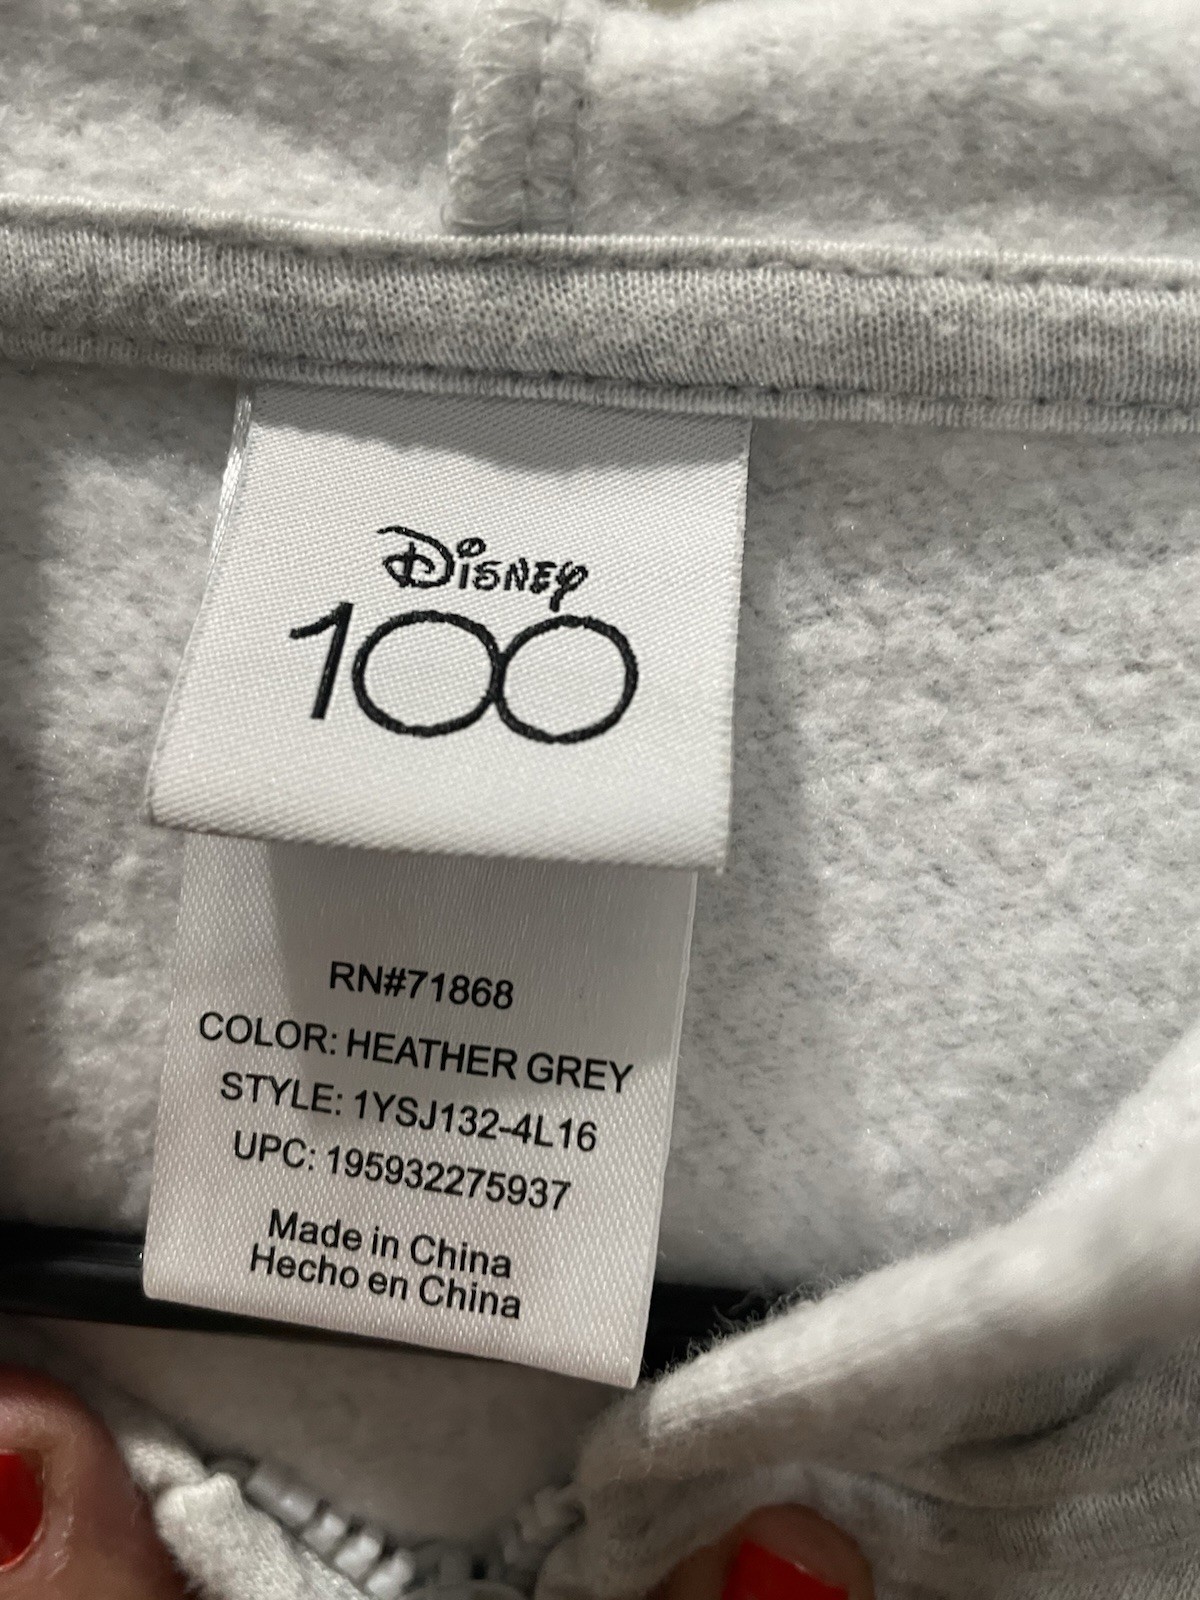 Disney
100
RN#71868
COLOR: HEATHER GREY
STYLE: 1YSJ132-4L16
UPC: 195932275937
Made in China
Hecho en China